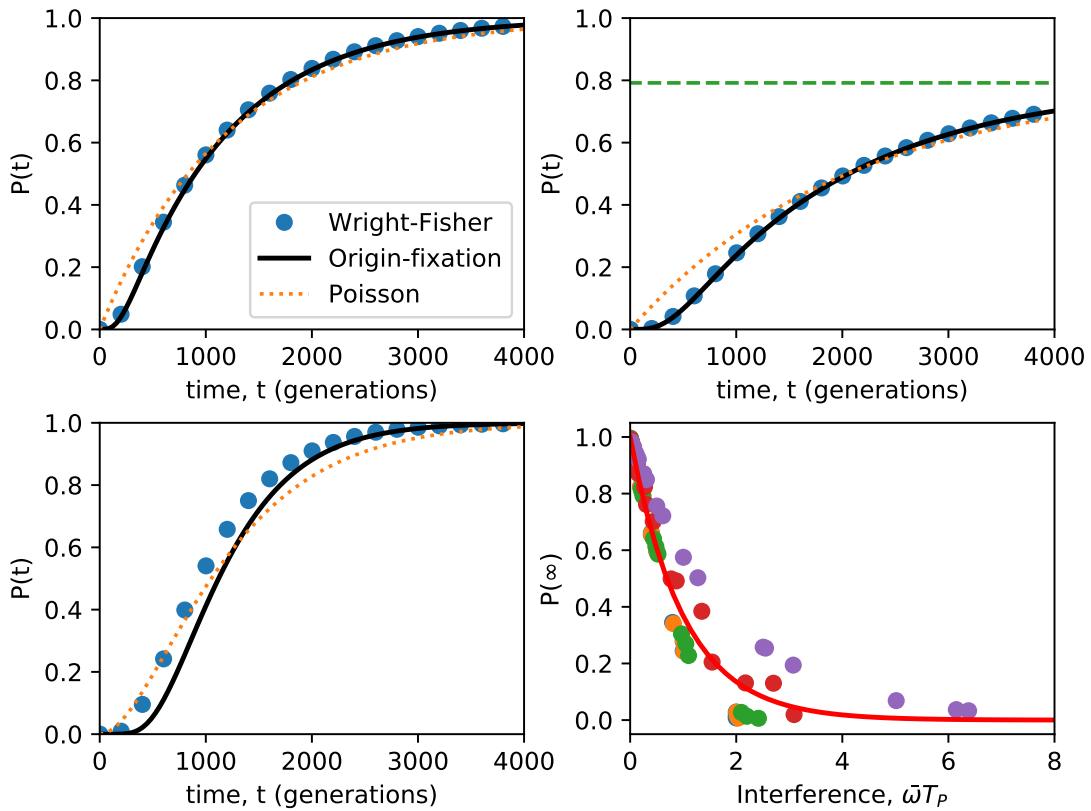 1.0
0.8
0.6
0.4
0.2
0.0
P(t)
0 1000 2000 3000 4000
time, t (generations)
Wright-Fisher
Origin-fixation
Poisson
1.0
0.8
0.6
0.4
0.2
0.0
P(t)
0 1000 2000 3000 4000
time, t (generations)
1.0
0.8
0.6
0.4
0.2
0.0
P(t)
0 1000 2000 3000 4000
time, t (generations)
1.0
0.8
0.6
0.4
0.2
0.0
P(∞)
0 2 4 6 8
Interference, ω̄T_P